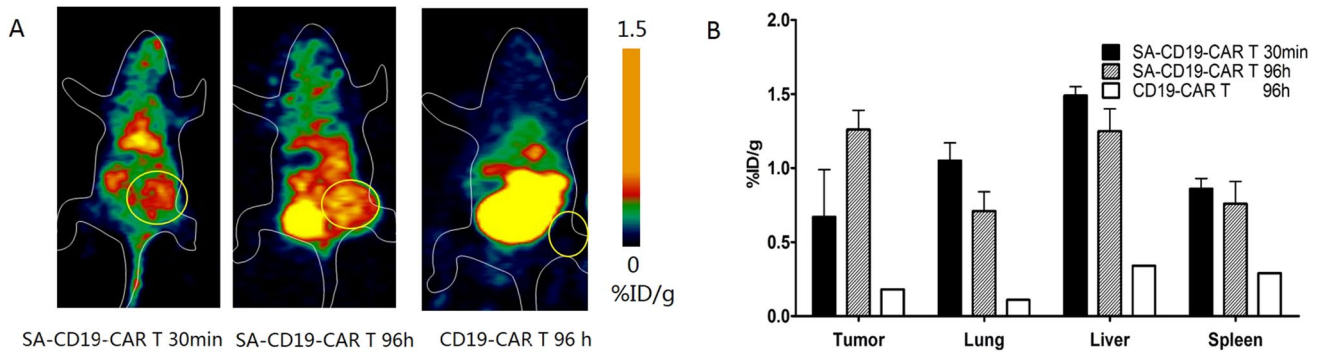 A
1.5
0
%ID/g
SA-CD19-CAR T 30min
SA-CD19-CAR T 96h
CD19-CAR T 96 h
B
2.0
1.5
1.0
0.5
0.0
%ID/g
SA-CD19-CAR T 30min
SA-CD19-CAR T 96h
CD19-CAR T 96h
Tumor
Lung
Liver
Spleen